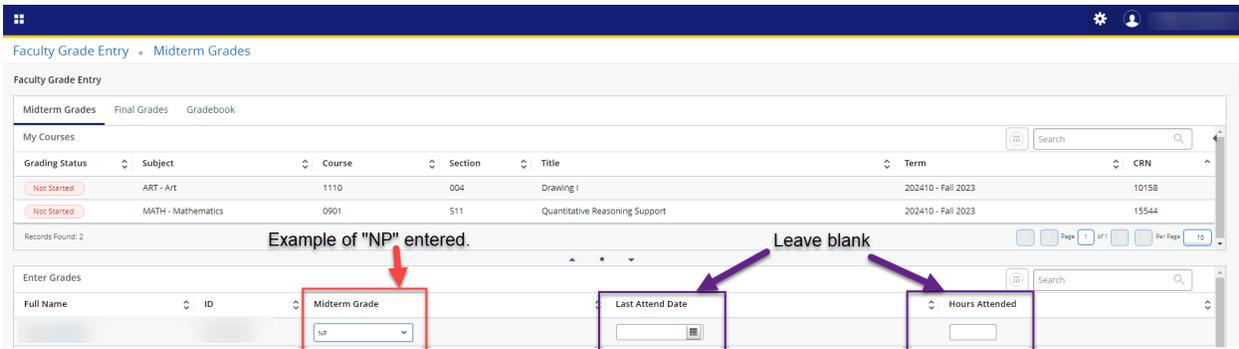 Faculty Grade Entry • Midterm Grades
Faculty Grade Entry
Midterm Grades Final Grades Gradebook
My Courses Search
Grading Status Subject Course Section Title Term CRN
Not Started ART - Art 1110 004 Drawing I 202410 - Fall 2023 10158
Not Started MATH - Mathematics 0901 S11 Quantitative Reasoning Support 202410 - Fall 2023 15544
Records Found: 2 Page 1 of 1 Per Page 10
Example of "NP" entered. Leave blank
Enter Grades Search
Full Name ID Midterm Grade Last Attend Date Hours Attended
NP